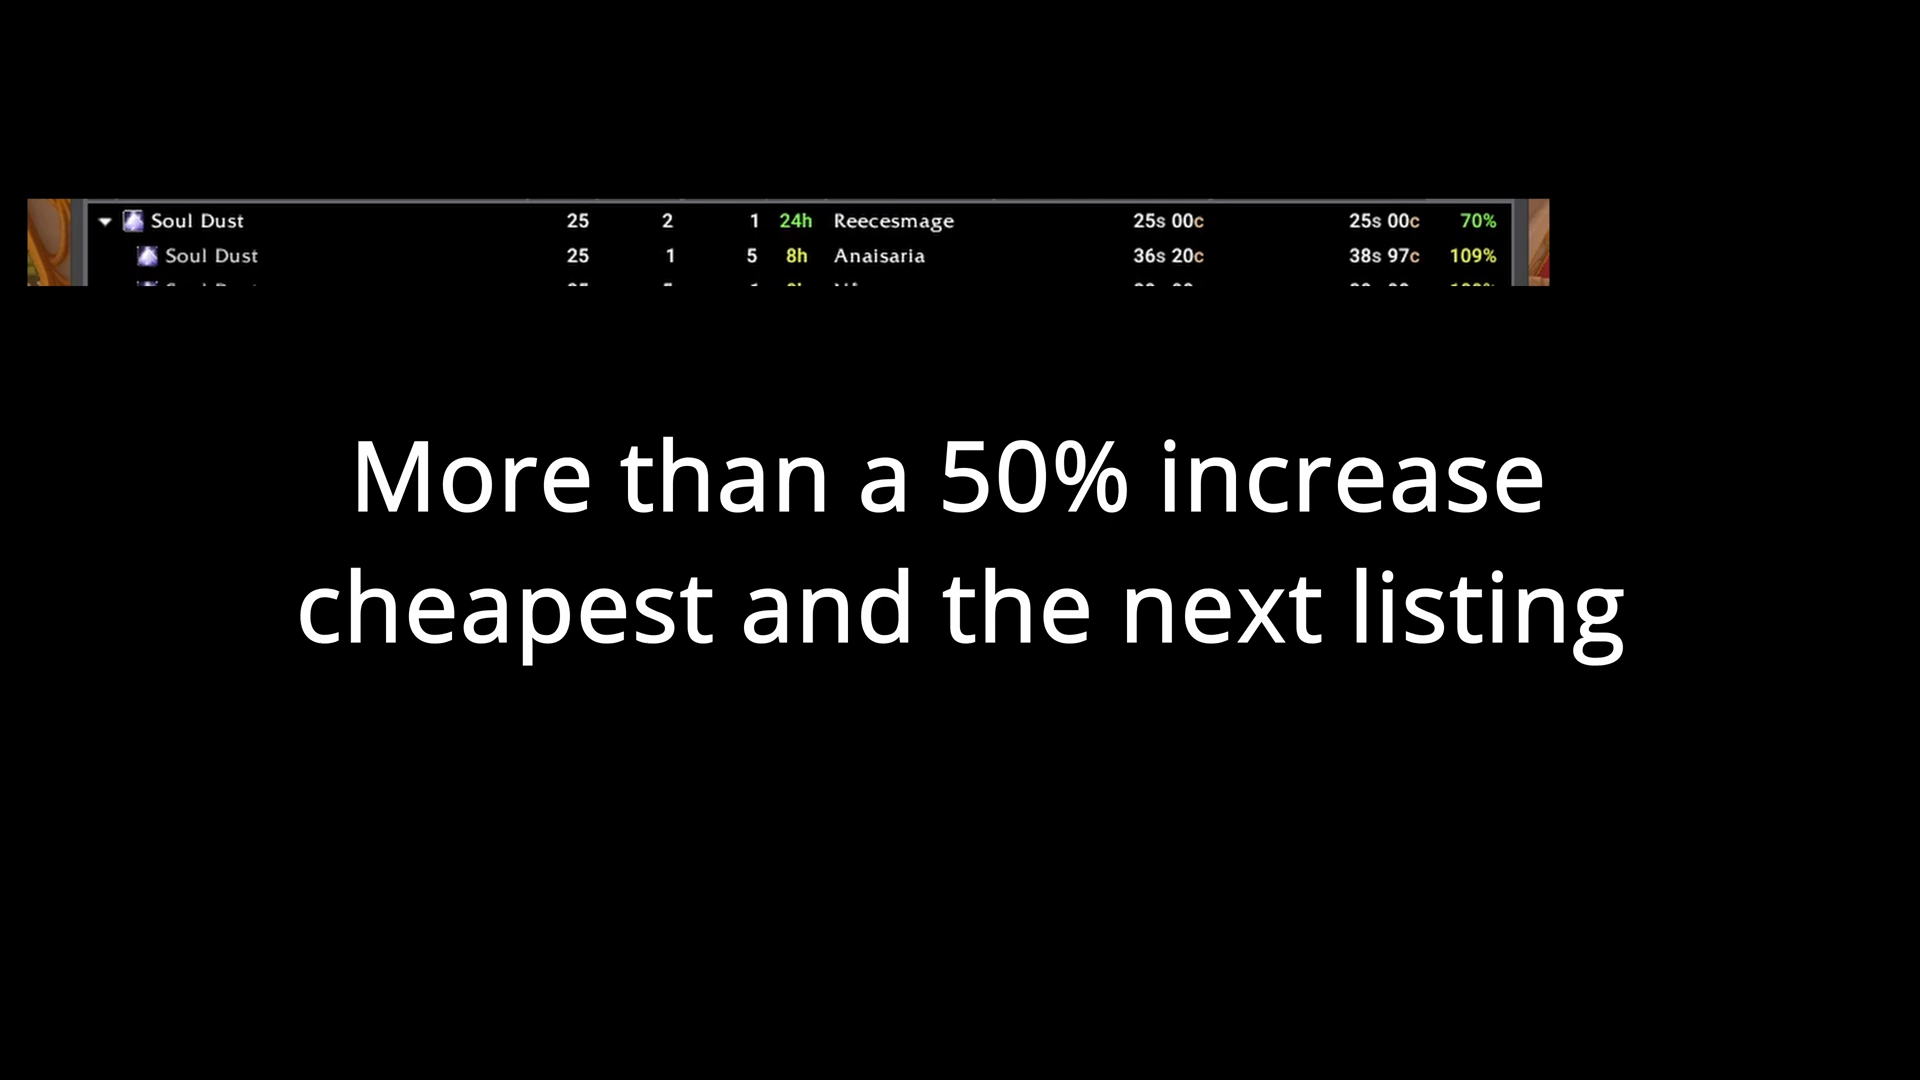 Soul Dust 25 2 1 24h Reecesmage 25s 00c 25s 00c 70%
Soul Dust 25 1 5 8h Anaisaria 36s 20c 38s 97c 109%
More than a 50% increase
cheapest and the next listing